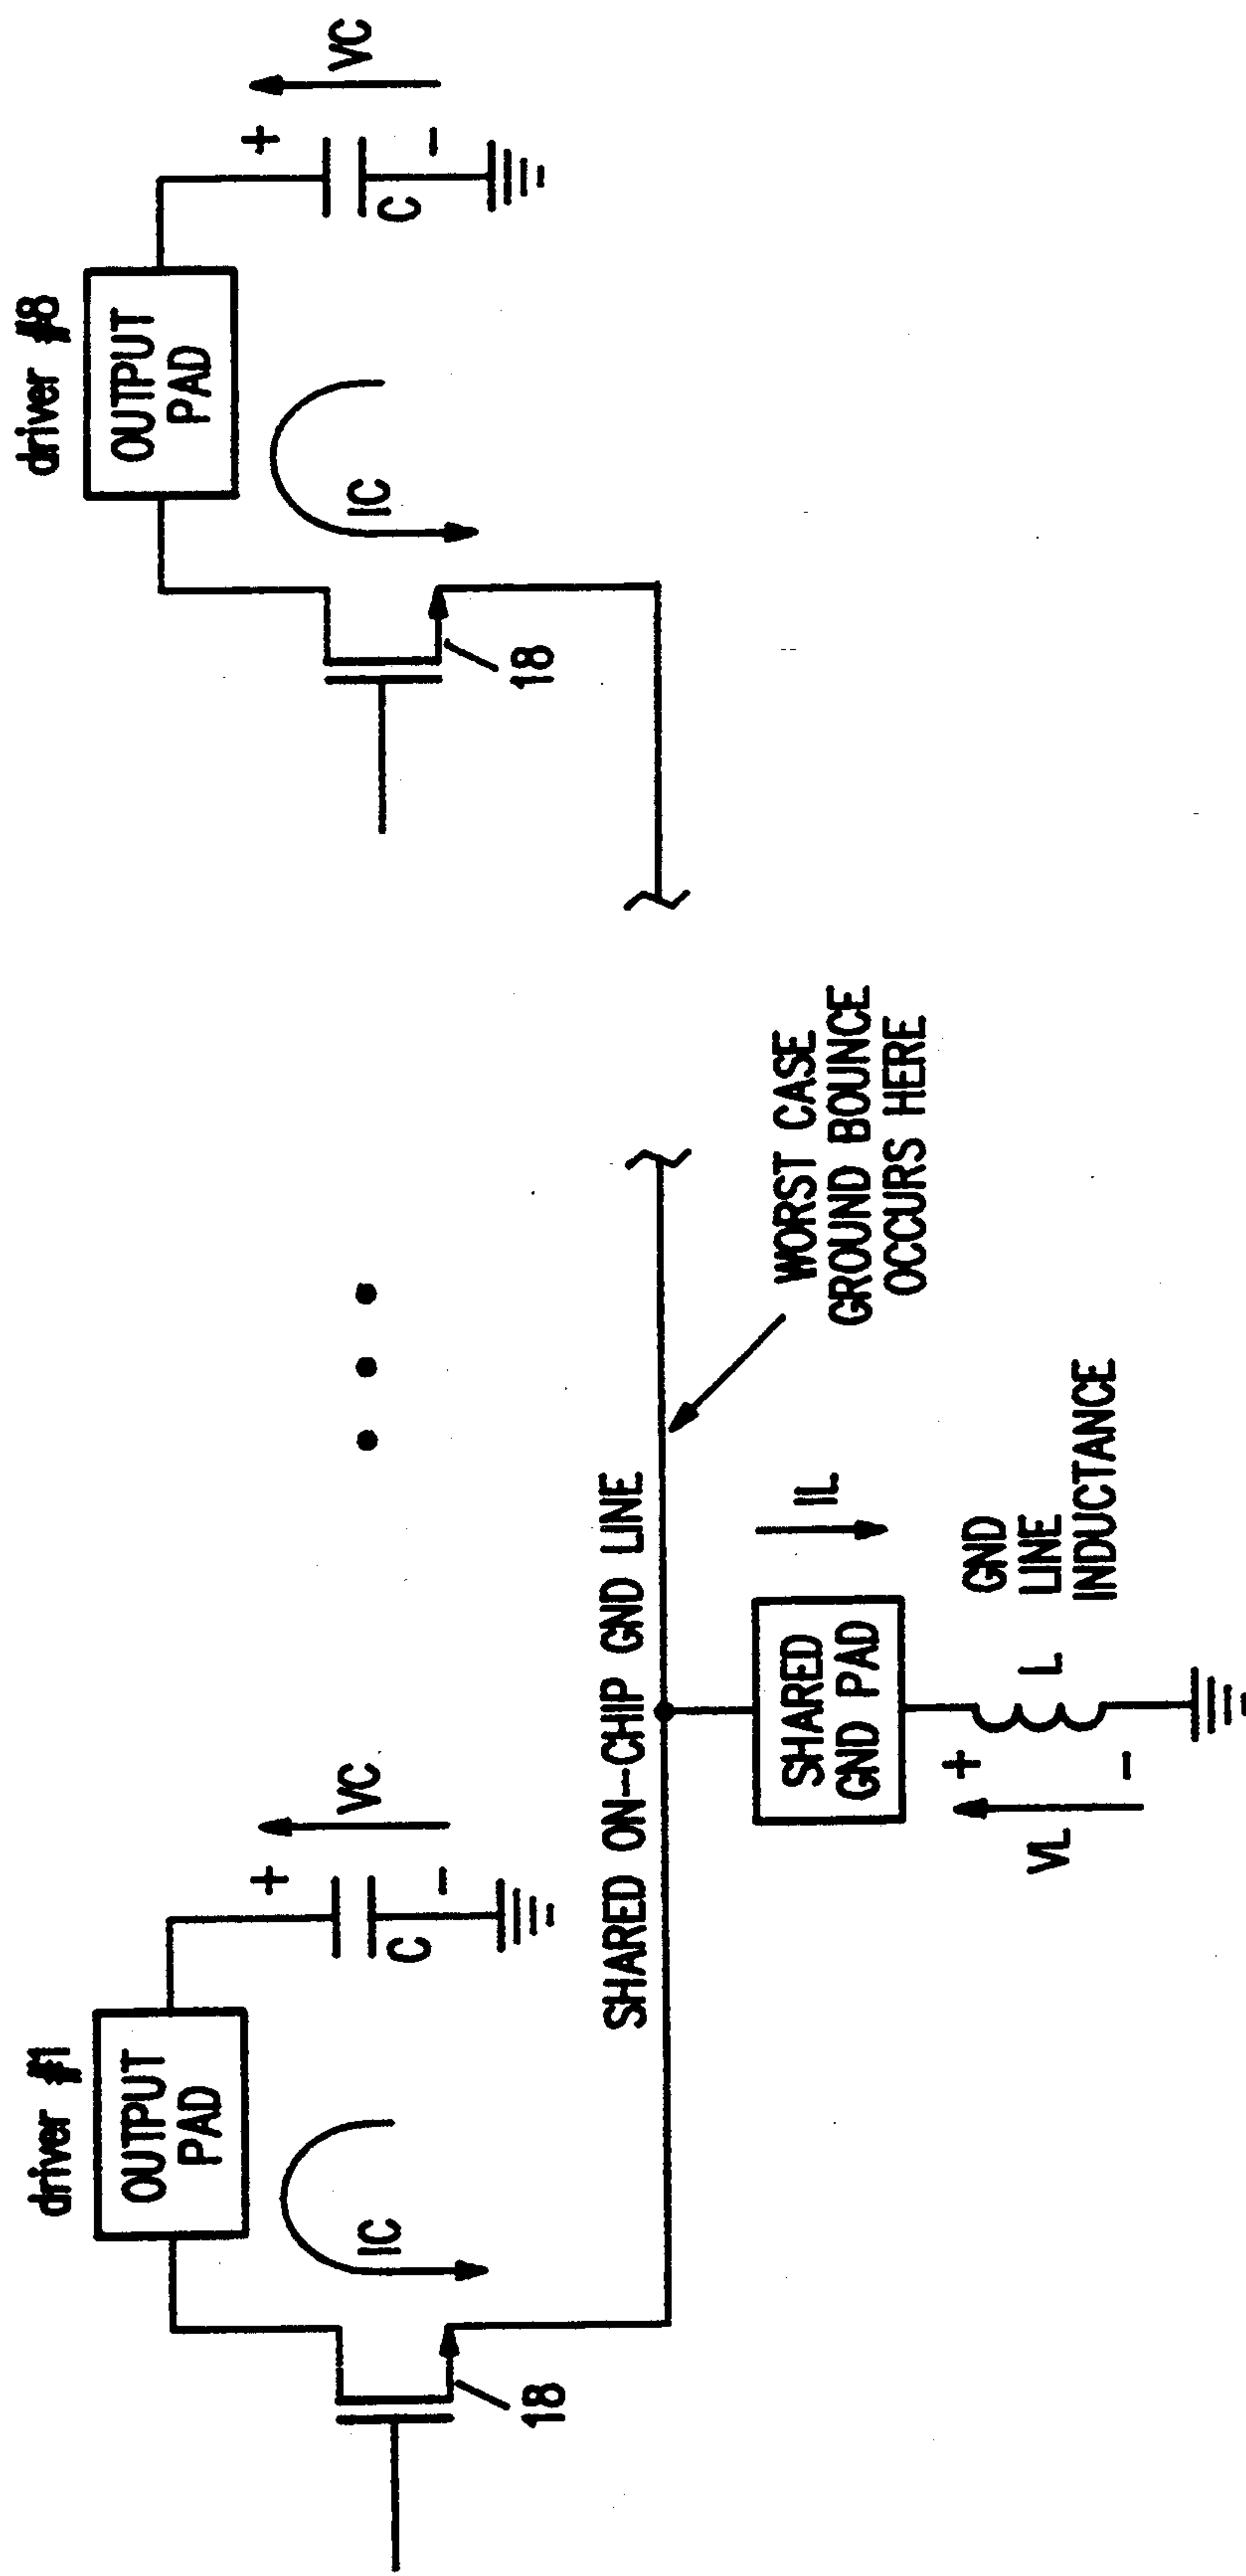 driver #1
OUTPUT
PAD
IC
+
-
C
VC
18
driver #8
OUTPUT
PAD
IC
+
-
C
VC
18
SHARED ON-CHIP GND LINE
WORST CASE
GROUND BOUNCE
OCCURS HERE
SHARED
GND PAD
IL
VL
+
-
L
GND
LINE
INDUCTANCE